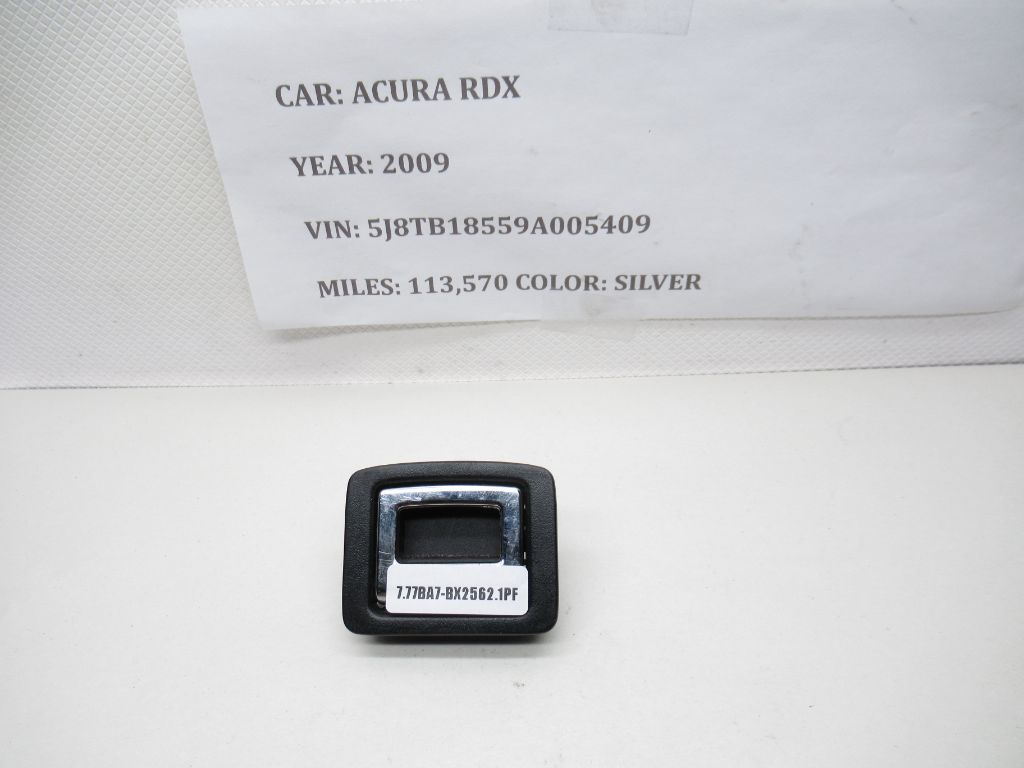 CAR: ACURA RDX
YEAR: 2009
VIN: 5J8TB18559A005409
MILES: 113,570 COLOR: SILVER
7.77BA7-BX2562.1PF